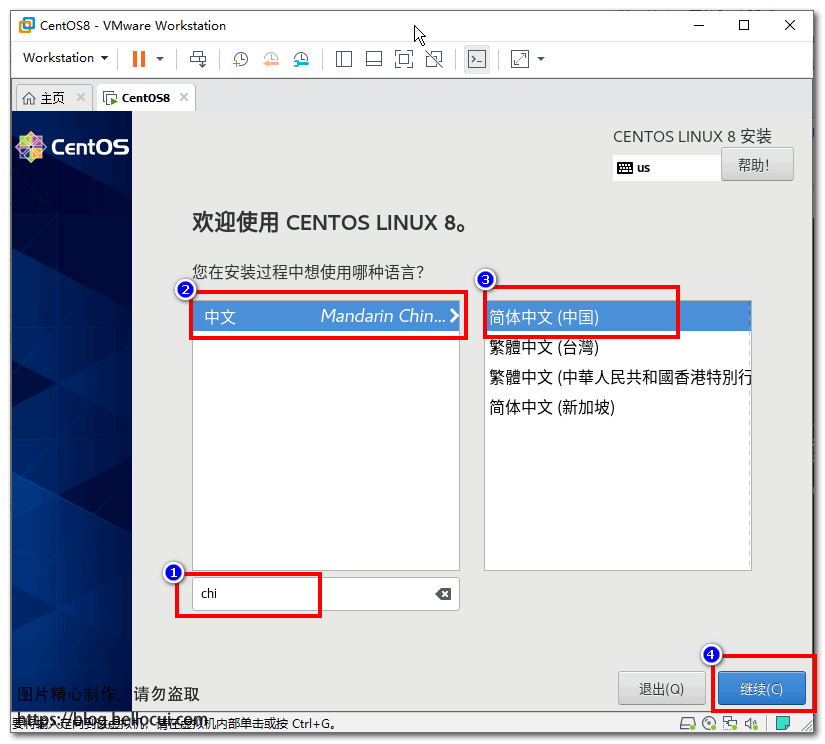 CentOS8 - VMware Workstation
Workstation
主页
CentOS8
CentOS
CENTOS LINUX 8 安装
us
帮助！
欢迎使用 CENTOS LINUX 8。
您在安装过程中想使用哪种语言？
2
3
中文 Mandarin Chin...
简体中文 (中国)
繁體中文 (台灣)
繁體中文 (中華人民共和國香港特別行
简体中文 (新加坡)
1
chi
4
退出(Q)
继续(C)
图片精心制作，请勿盗取
https://blog.hellocui.com
要将输入定向到该虚拟机，请在虚拟机内部单击或按 Ctrl+G。